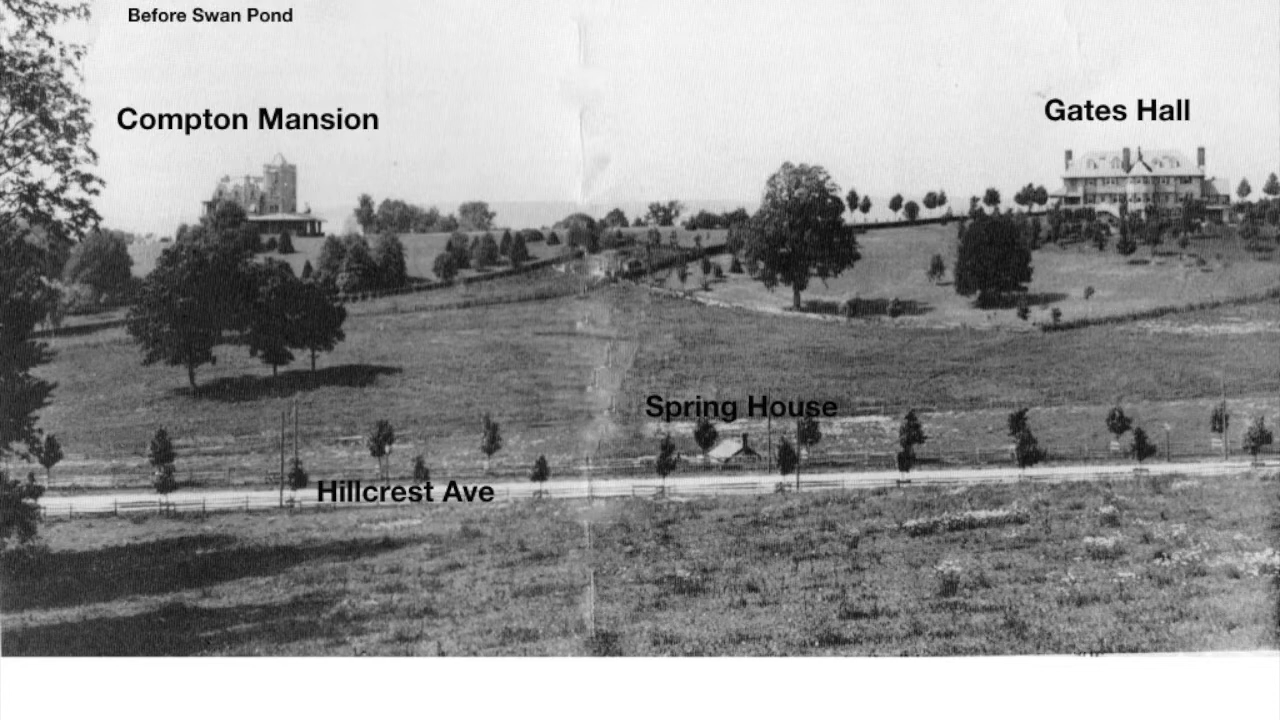 Before Swan Pond
Compton Mansion
Gates Hall
Spring House
Hillcrest Ave